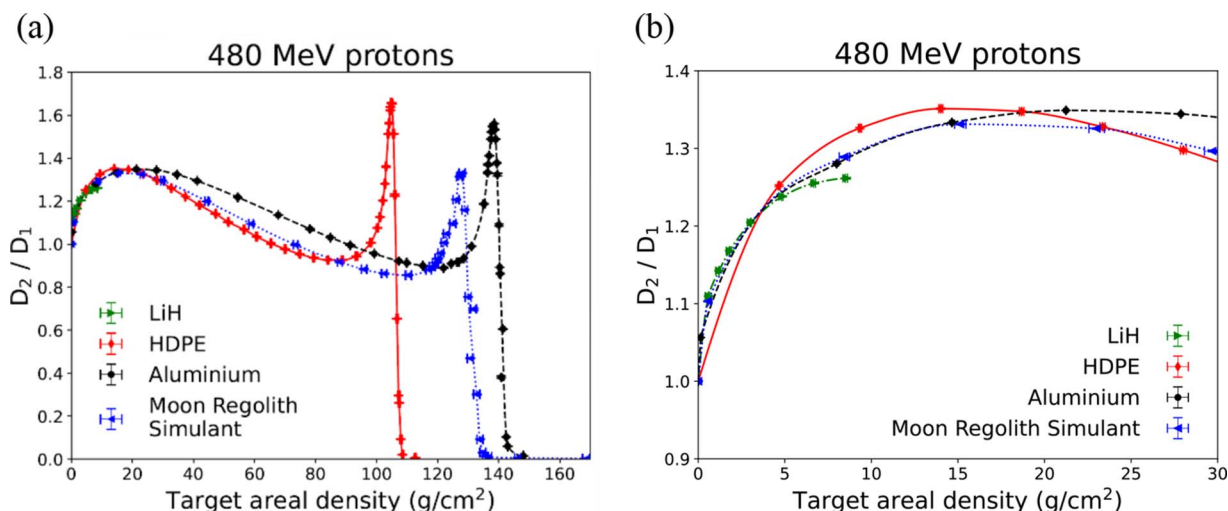 (a)
480 MeV protons
1.8
1.6
1.4
1.2
1.0
0.8
0.6
0.4
0.2
0.0
D₂ / D₁
LiH
HDPE
Aluminium
Moon Regolith
Simulant
0 20 40 60 80 100 120 140 160
Target areal density (g/cm²)
(b)
480 MeV protons
1.4
1.3
1.2
1.1
1.0
0.9
D₂ / D₁
LiH
HDPE
Aluminium
Moon Regolith Simulant
0 5 10 15 20 25 30
Target areal density (g/cm²)